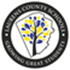 LAURENS COUNTY SCHOOLS
GROWING GREAT STUDENTS